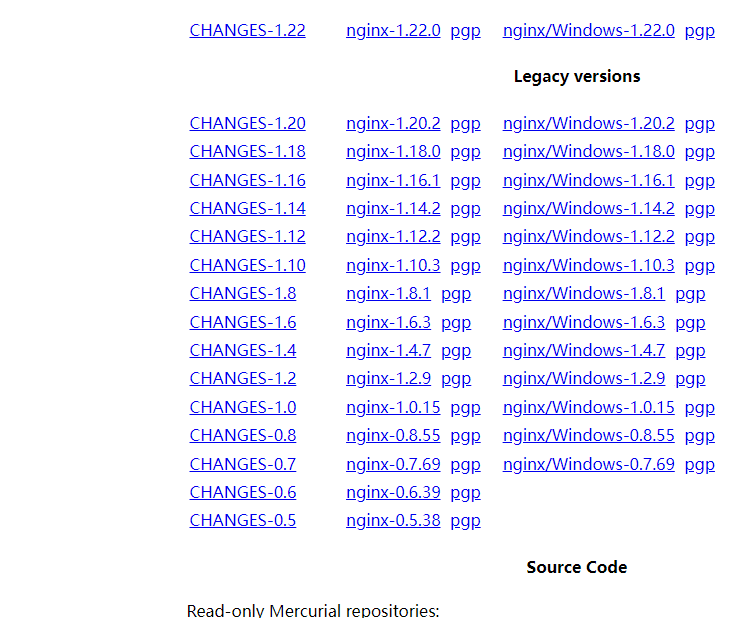 CHANGES-1.22 nginx-1.22.0 pgp nginx/Windows-1.22.0 pgp
Legacy versions
CHANGES-1.20 nginx-1.20.2 pgp nginx/Windows-1.20.2 pgp
CHANGES-1.18 nginx-1.18.0 pgp nginx/Windows-1.18.0 pgp
CHANGES-1.16 nginx-1.16.1 pgp nginx/Windows-1.16.1 pgp
CHANGES-1.14 nginx-1.14.2 pgp nginx/Windows-1.14.2 pgp
CHANGES-1.12 nginx-1.12.2 pgp nginx/Windows-1.12.2 pgp
CHANGES-1.10 nginx-1.10.3 pgp nginx/Windows-1.10.3 pgp
CHANGES-1.8 nginx-1.8.1 pgp nginx/Windows-1.8.1 pgp
CHANGES-1.6 nginx-1.6.3 pgp nginx/Windows-1.6.3 pgp
CHANGES-1.4 nginx-1.4.7 pgp nginx/Windows-1.4.7 pgp
CHANGES-1.2 nginx-1.2.9 pgp nginx/Windows-1.2.9 pgp
CHANGES-1.0 nginx-1.0.15 pgp nginx/Windows-1.0.15 pgp
CHANGES-0.8 nginx-0.8.55 pgp nginx/Windows-0.8.55 pgp
CHANGES-0.7 nginx-0.7.69 pgp nginx/Windows-0.7.69 pgp
CHANGES-0.6 nginx-0.6.39 pgp
CHANGES-0.5 nginx-0.5.38 pgp
Source Code
Read-only Mercurial repositories: